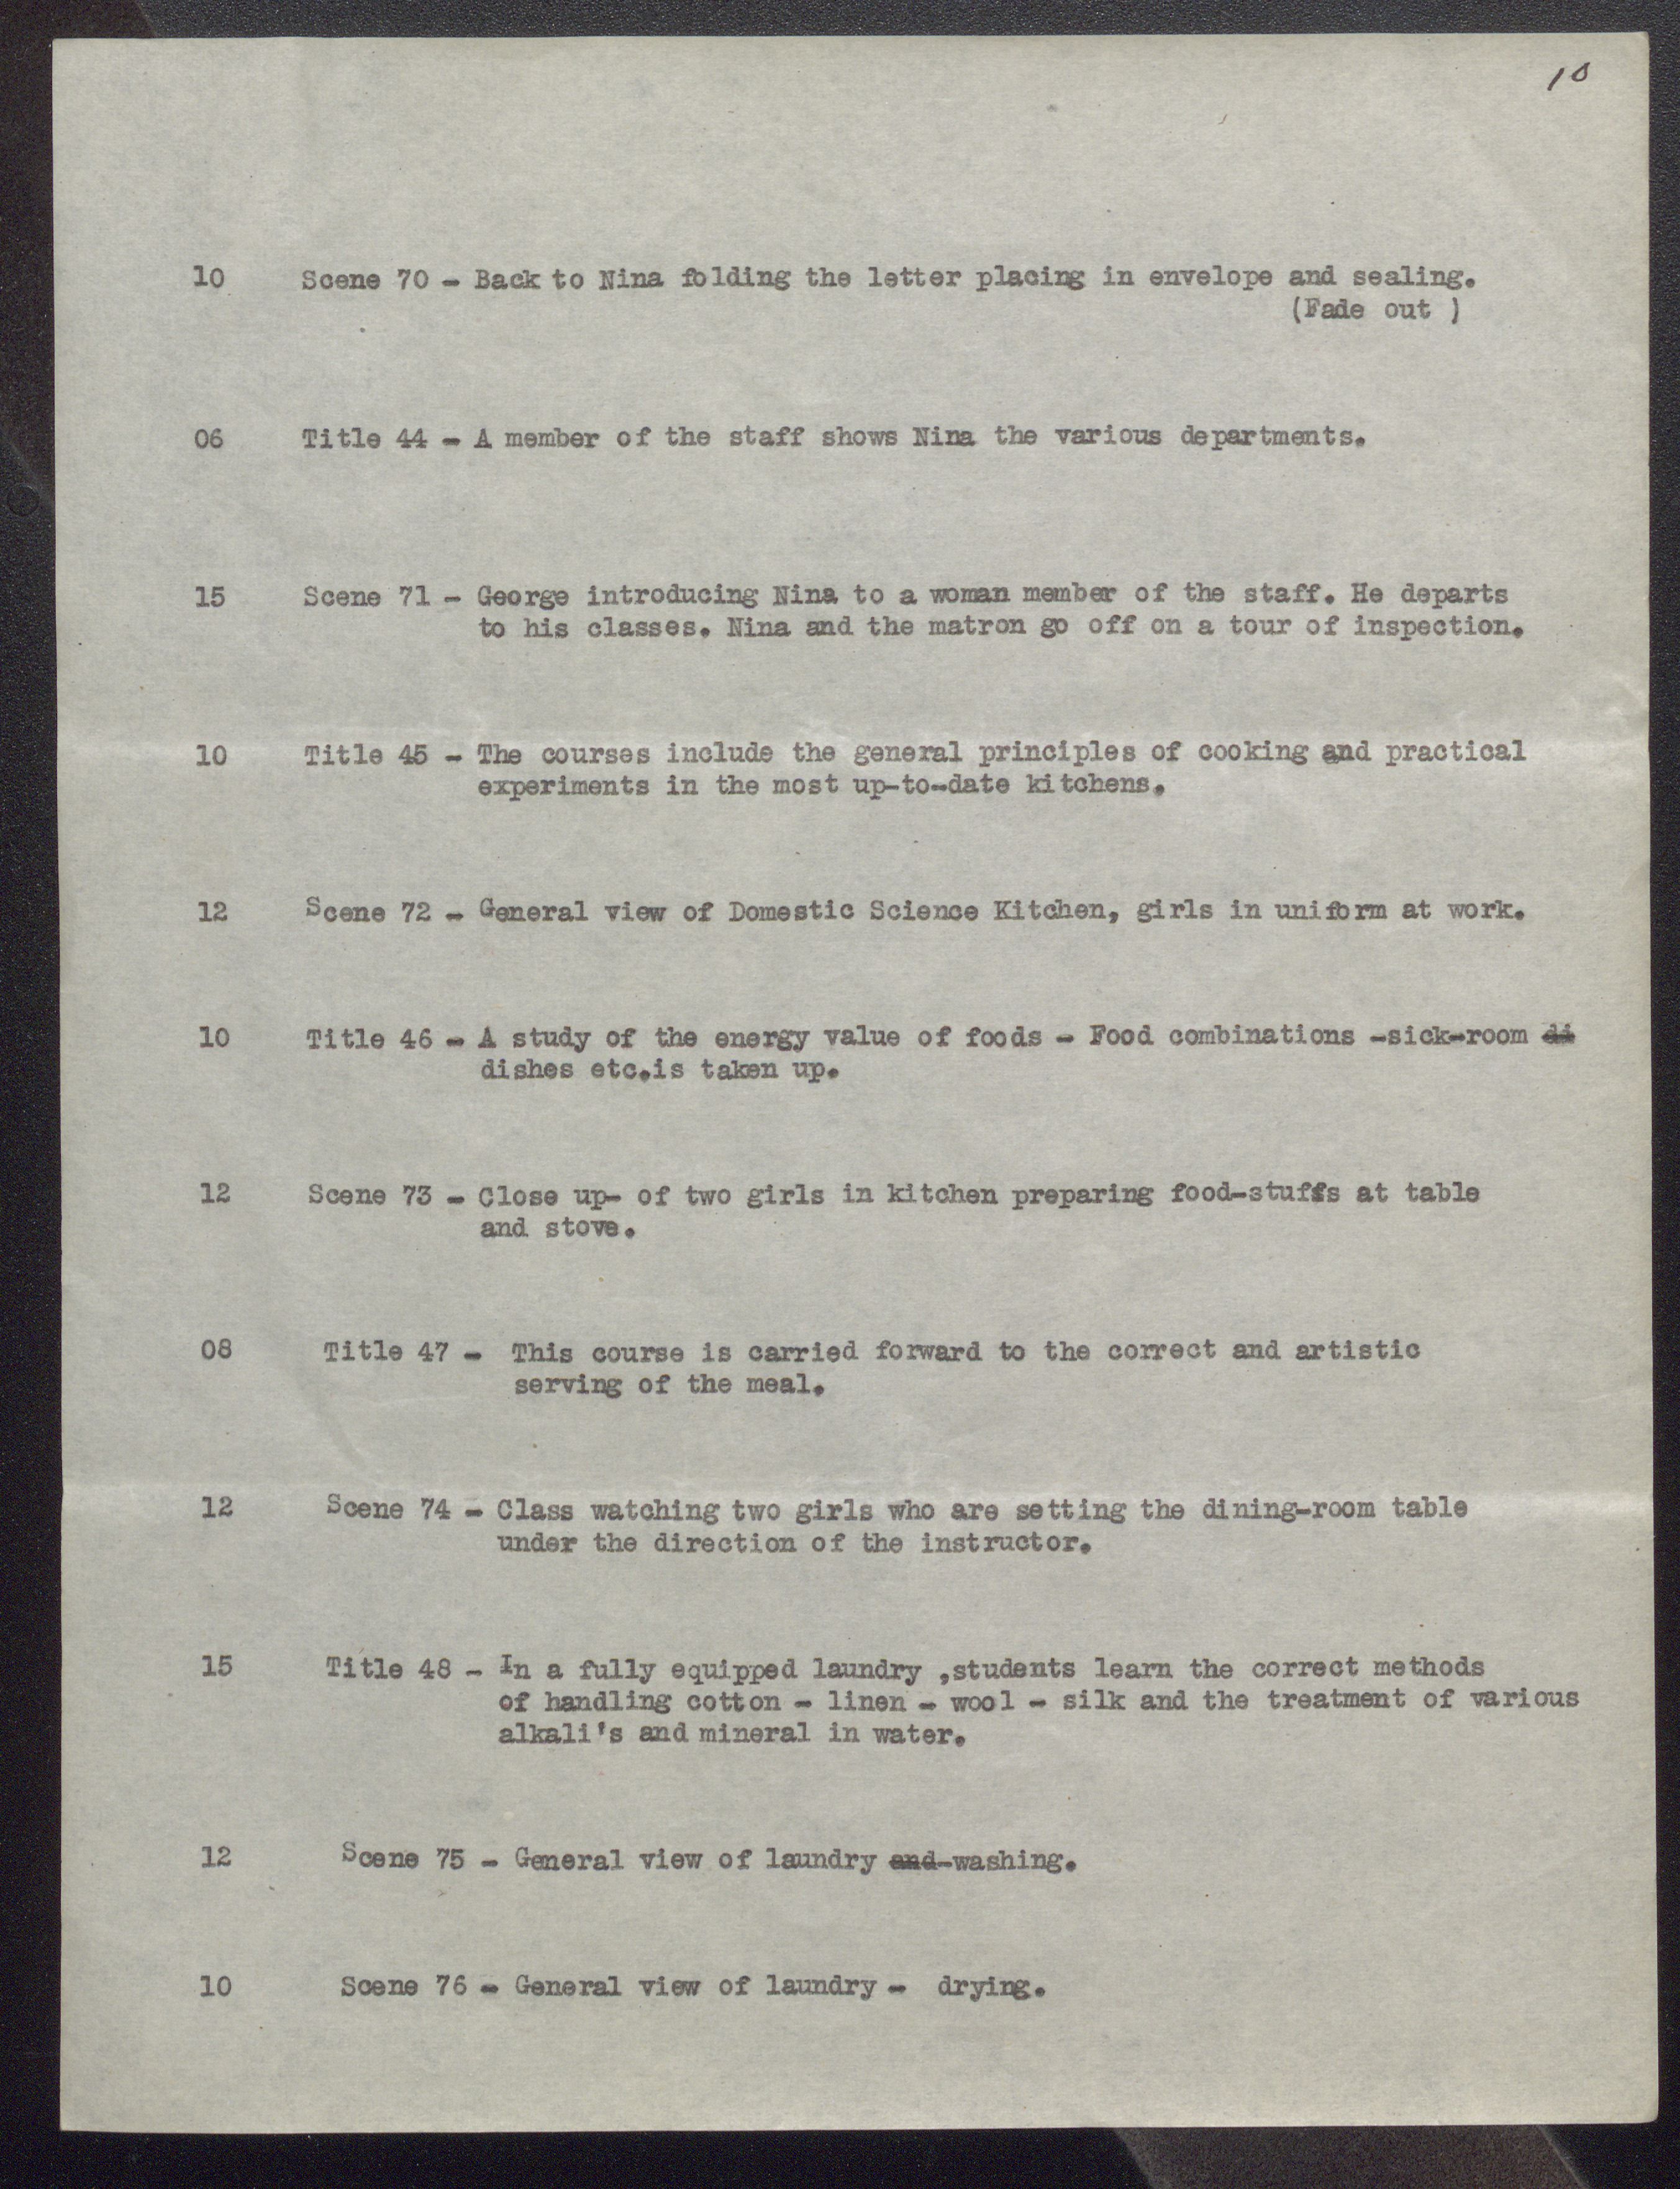 10
10 Scene 70 - Back to Nina folding the letter placing in envelope and sealing.
(Fade out )
06 Title 44 - A member of the staff shows Nina the various departments.
15 Scene 71 - George introducing Nina to a woman member of the staff. He departs
to his classes. Nina and the matron go off on a tour of inspection.
10 Title 45 - The courses include the general principles of cooking and practical
experiments in the most up-to-date kitchens.
12 Scene 72 - General view of Domestic Science Kitchen, girls in uniform at work.
10 Title 46 - A study of the energy value of foods - Food combinations -sick-room di
dishes etc.is taken up.
12 Scene 73 - Close up- of two girls in kitchen preparing food-stuffs at table
and stove.
08 Title 47 - This course is carried forward to the correct and artistic
serving of the meal.
12 Scene 74 - Class watching two girls who are setting the dining-room table
under the direction of the instructor.
15 Title 48 - In a fully equipped laundry ,students learn the correct methods
of handling cotton - linen - wool - silk and the treatment of various
alkali's and mineral in water.
12 Scene 75 - General view of laundry and-washing.
10 Scene 76 - General view of laundry - drying.